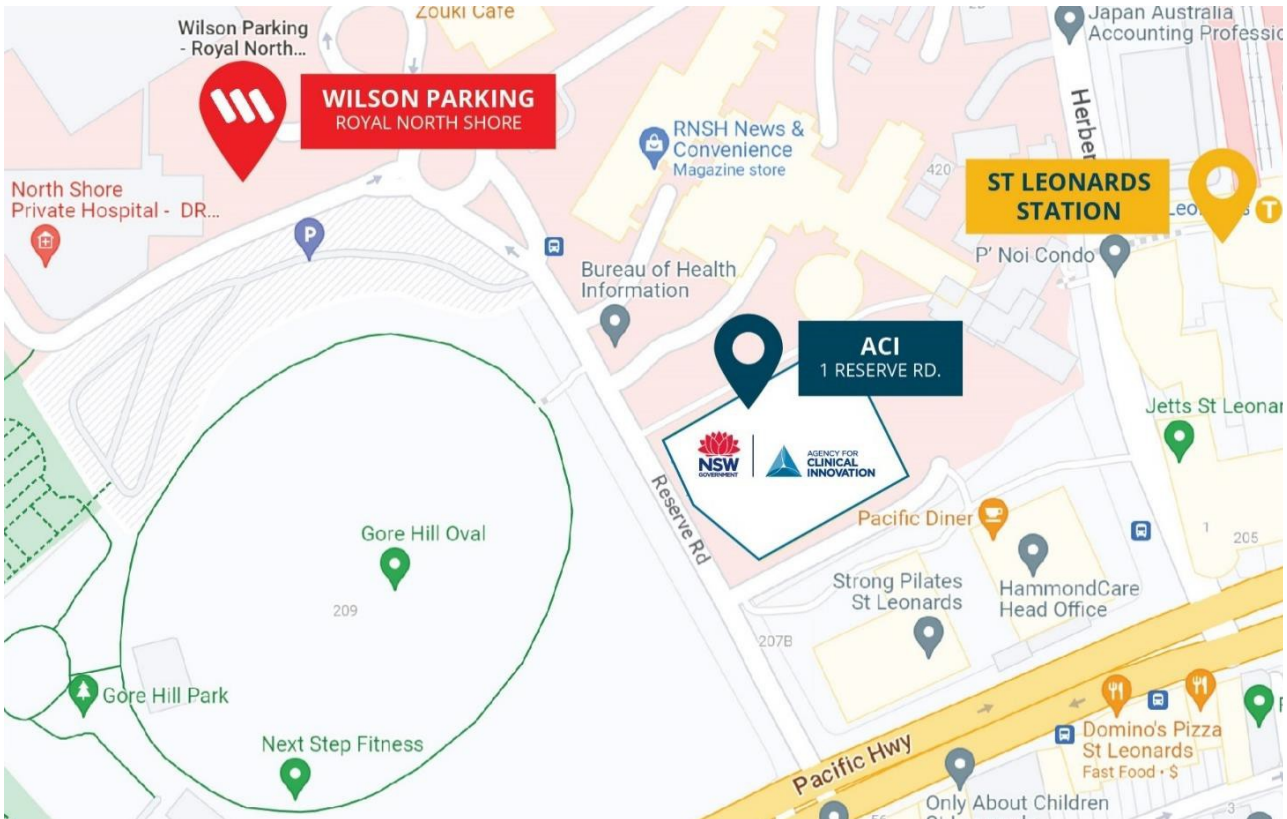 Zouki Cafe
Japan Australia
Accounting Professio
Wilson Parking
- Royal North...
WILSON PARKING
ROYAL NORTH SHORE
RNSH News &
Convenience
Magazine store
Herber
420
North Shore
Private Hospital - DR...
ST LEONARDS
STATION
Leo
T
P
P' Noi Condo
Bureau of Health
Information
ACI
1 RESERVE RD.
Jetts St Leonar
NSW
GOVERNMENT
AGENCY FOR
CLINICAL
INNOVATION
Reserve Rd
Pacific Diner
1
205
Gore Hill Oval
209
Strong Pilates
St Leonards
HammondCare
Head Office
207B
Gore Hill Park
Next Step Fitness
Pacific Hwy
Domino's Pizza
St Leonards
Fast Food · $
Only About Children
3